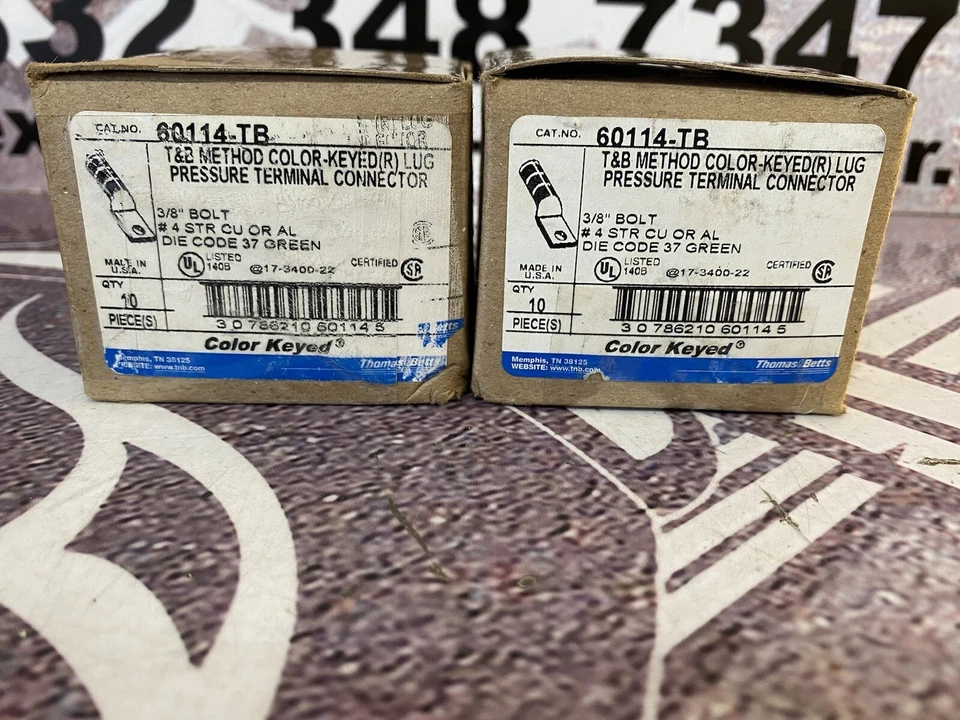 832 348 7347
ex
r.
CAT.NO. 60114-TB
T&B METHOD COLOR-KEYED(R) LUG
PRESSURE TERMINAL CONNECTOR
3/8" BOLT
# 4 STR CU OR AL
DIE CODE 37 GREEN
MADE IN
U.S.A.
UL LISTED
140B
@17-3400-22
CERTIFIED SA
QTY
10
PIECE(S)
3 0 786210 60114 5
Color Keyed®
Memphis, TN 38125
WEBSITE: www.tnb.com
Thomas&Betts
Betts
CAT.NO. 60114-TB
T&B METHOD COLOR-KEYED(R) LUG
PRESSURE TERMINAL CONNECTOR
3/8" BOLT
# 4 STR CU OR AL
DIE CODE 37 GREEN
MADE IN
U.S.A.
UL LISTED
140B
@17-3400-22
CERTIFIED SA
QTY
10
PIECE(S)
3 0 786210 60114 5
Color Keyed®
Memphis, TN 38125
WEBSITE: www.tnb.com
Thomas&Betts